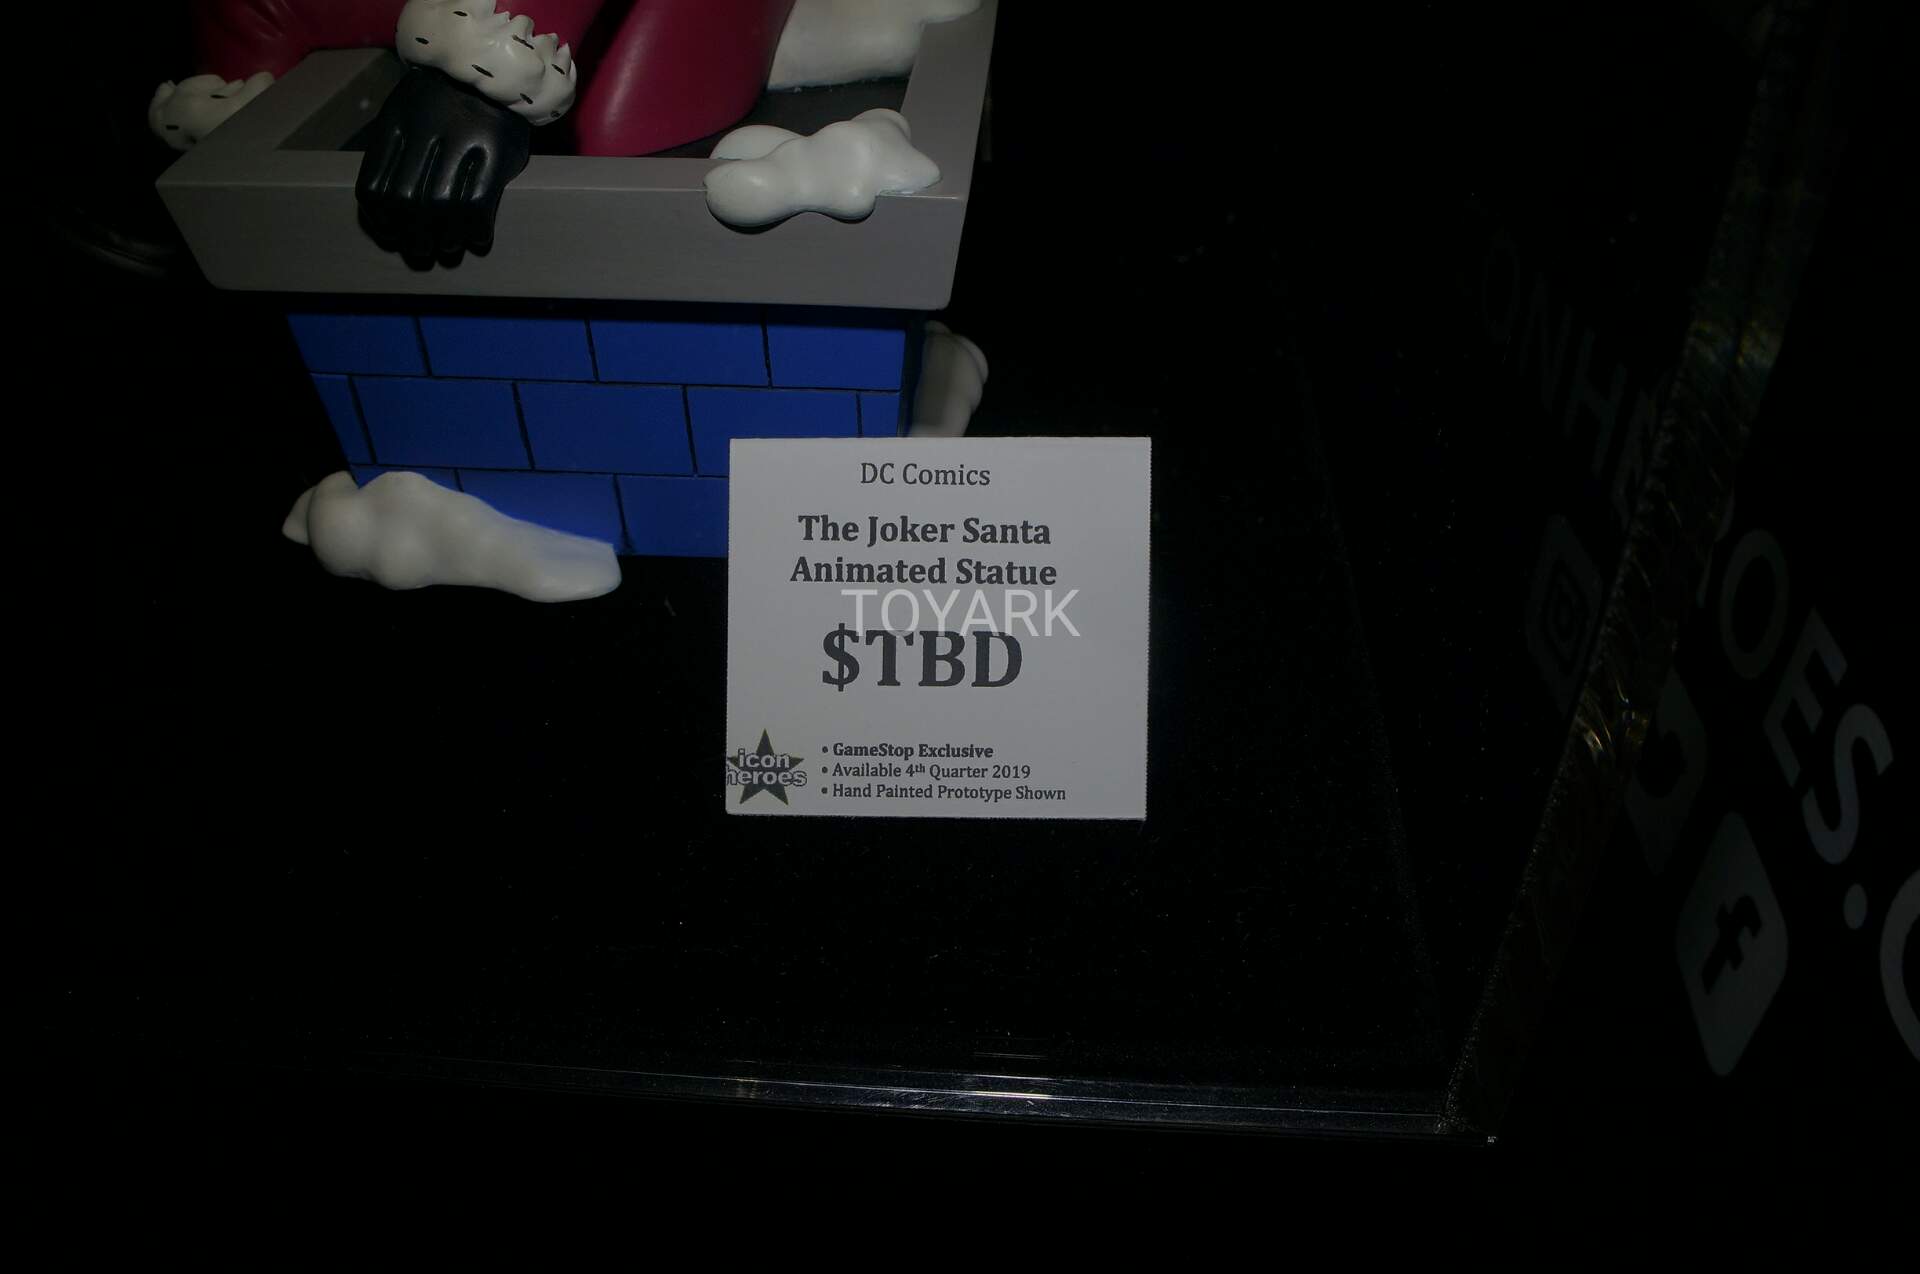 DC Comics
The Joker Santa
Animated Statue
TOYARK
$TBD
icon
heroes
• GameStop Exclusive
• Available 4th Quarter 2019
• Hand Painted Prototype Shown
OES.
f